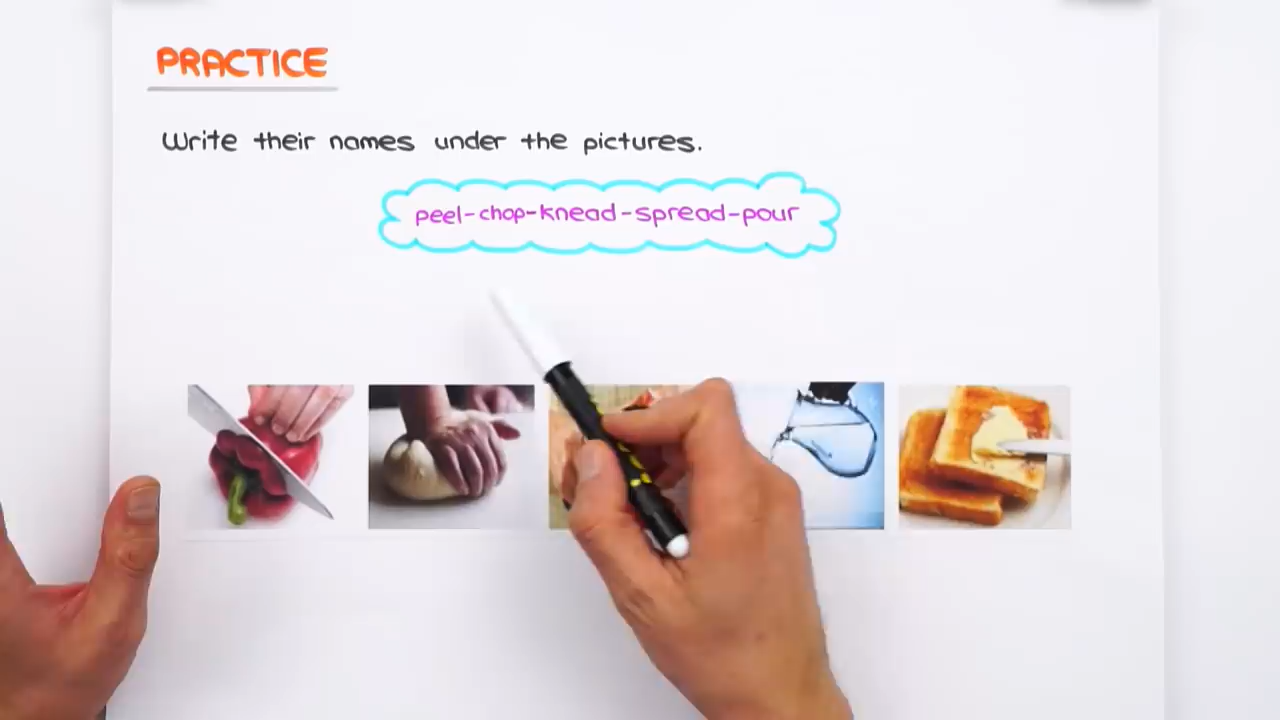 PRACTICE
Write their names under the pictures.
peel-chop-knead-spread-pour